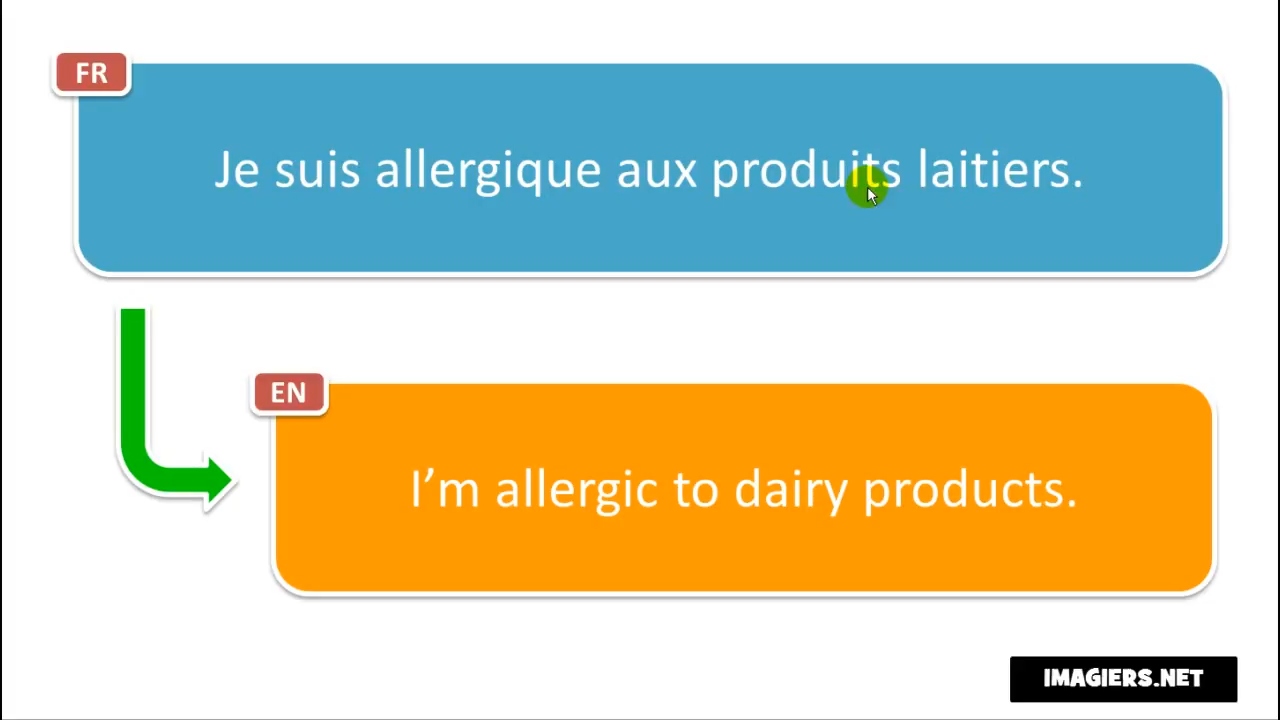 FR
Je suis allergique aux produits laitiers.
EN
I’m allergic to dairy products.
IMAGIERS.NET